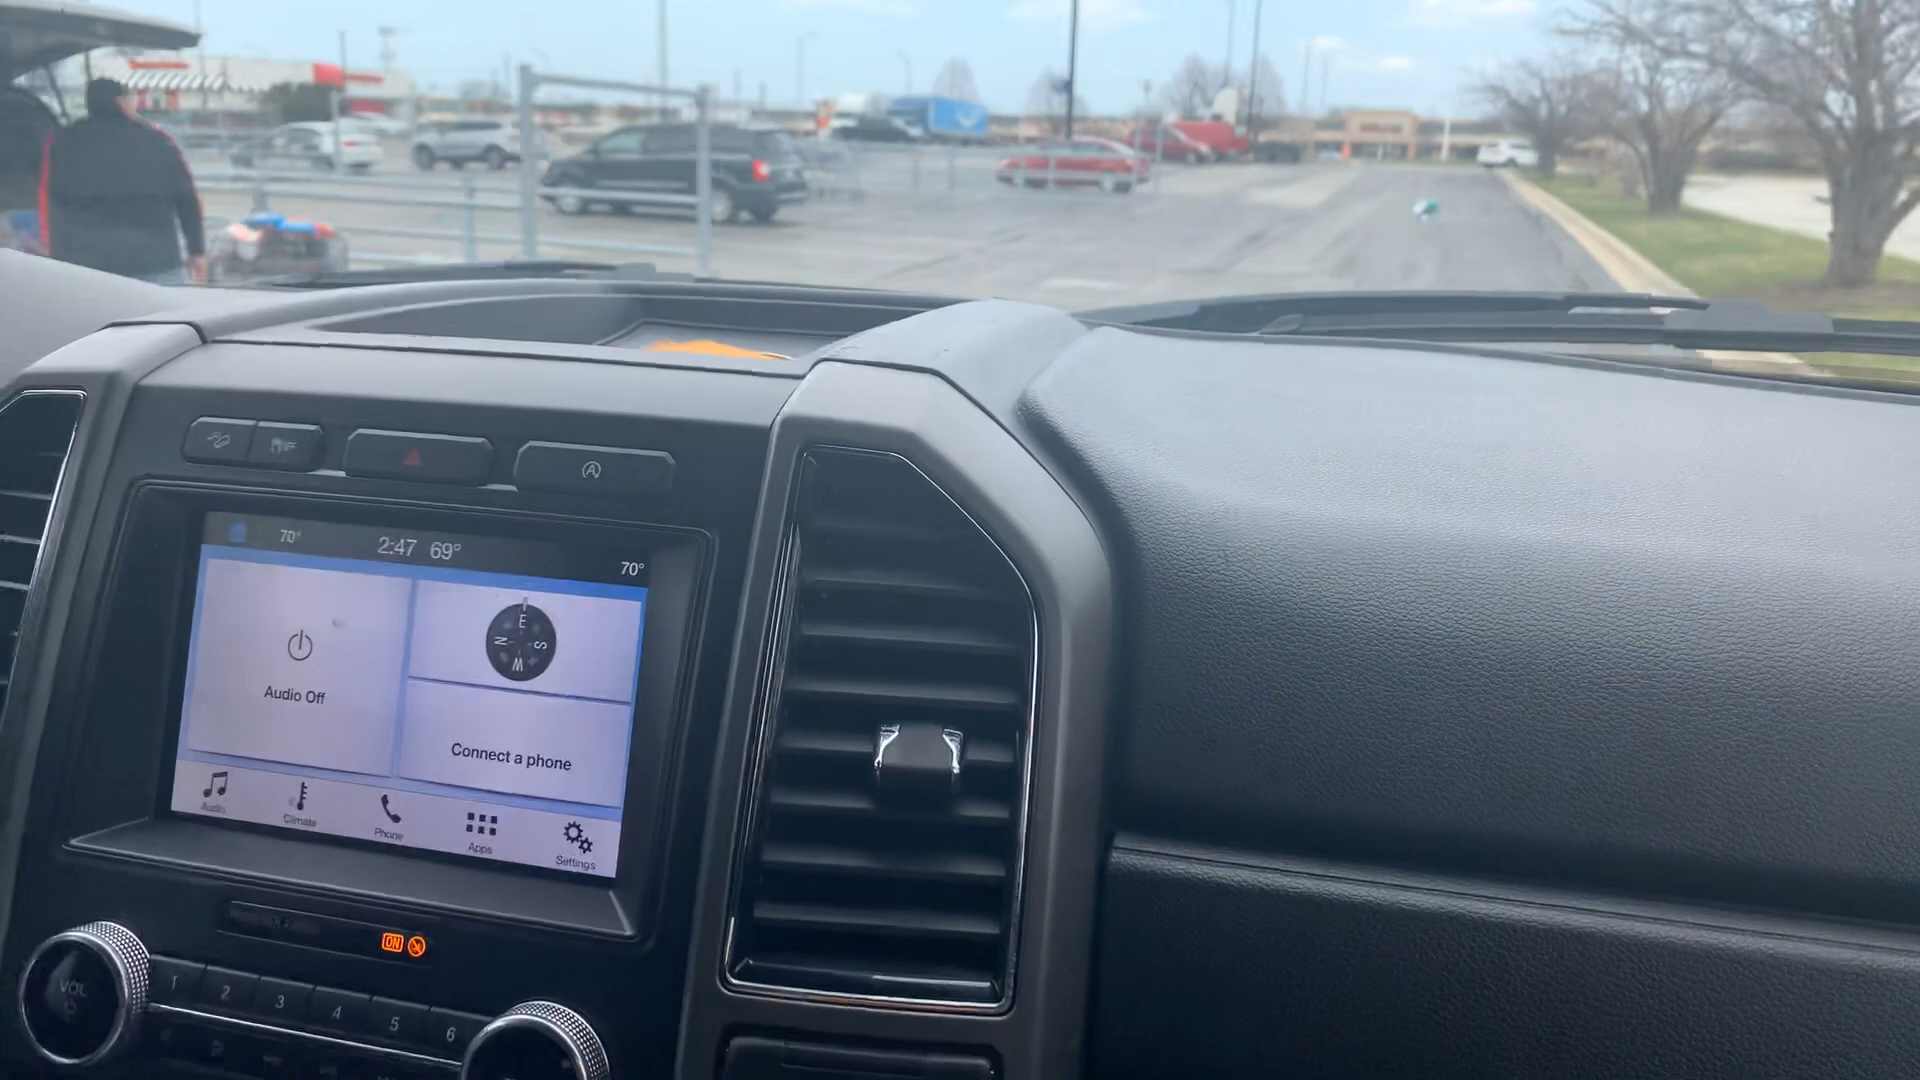 70°
2:47 69°
70°
Audio Off
E
N
S
W
Connect a phone
Audio
Climate
Phone
Apps
Settings
ON
VOL
1
2
3
4
5
6